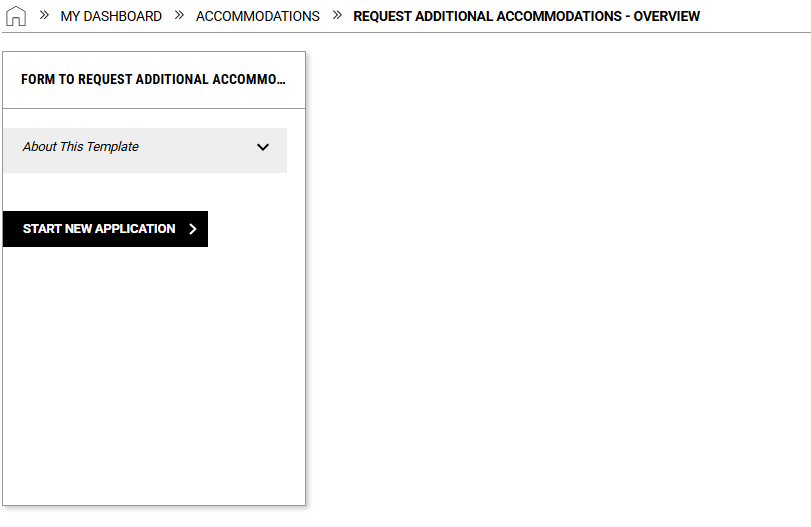 MY DASHBOARD ACCOMMODATIONS REQUEST ADDITIONAL ACCOMMODATIONS - OVERVIEW
FORM TO REQUEST ADDITIONAL ACCOMMO...
About This Template
START NEW APPLICATION